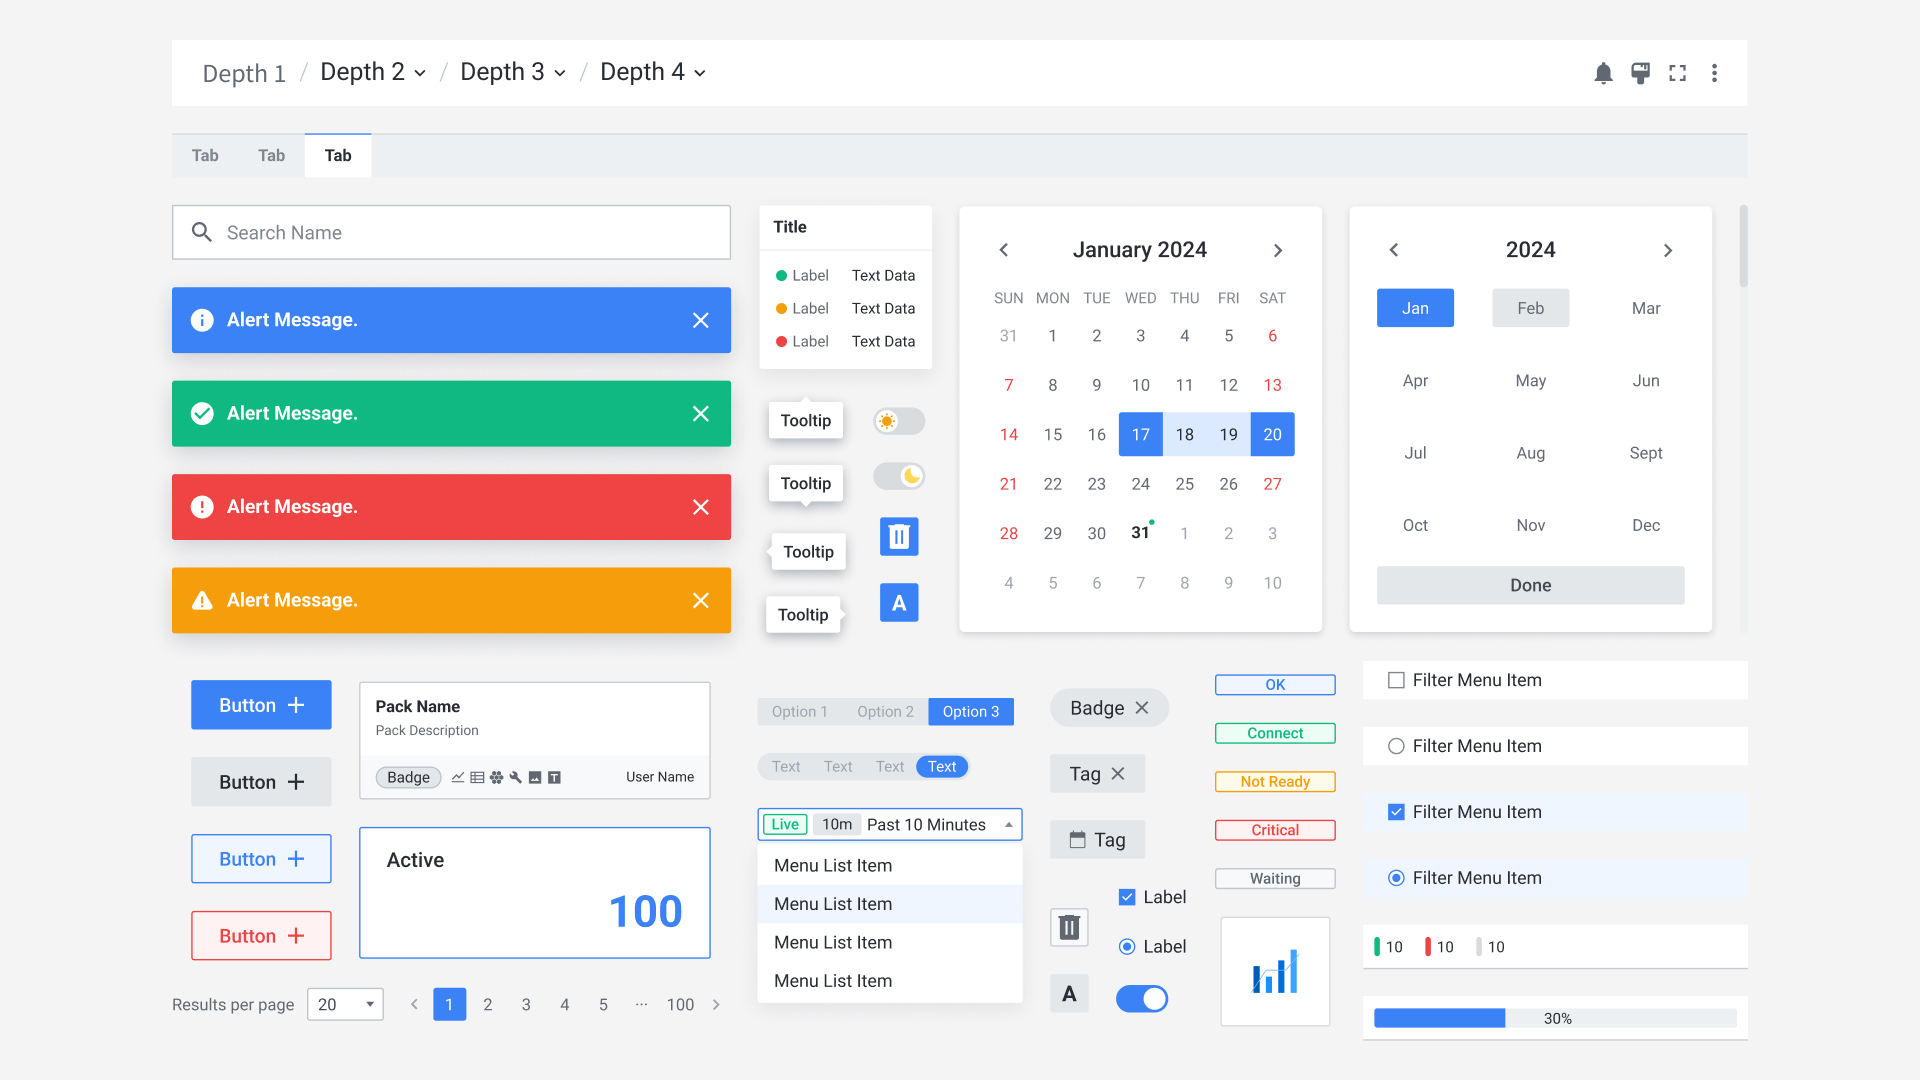 Depth 1 / Depth 2 / Depth 3 / Depth 4
Tab Tab Tab
Search Name
Alert Message.
Alert Message.
Alert Message.
Alert Message.
Title
Label Text Data
Label Text Data
Label Text Data
Tooltip
Tooltip
Tooltip
Tooltip
A
January 2024
SUN MON TUE WED THU FRI SAT
31 1 2 3 4 5 6
7 8 9 10 11 12 13
14 15 16 17 18 19 20
21 22 23 24 25 26 27
28 29 30 31 1 2 3
4 5 6 7 8 9 10
2024
Jan Feb Mar
Apr May Jun
Jul Aug Sept
Oct Nov Dec
Done
Button
Button
Button
Button
Pack Name
Pack Description
Badge T User Name
Active
100
Results per page 20 1 2 3 4 5 ... 100
Option 1 Option 2 Option 3
Text Text Text Text
Live 10m Past 10 Minutes
Menu List Item
Menu List Item
Menu List Item
Menu List Item
Badge
Tag
Tag
Label
Label
A
OK
Connect
Not Ready
Critical
Waiting
Filter Menu Item
Filter Menu Item
Filter Menu Item
Filter Menu Item
10 10 10
30%